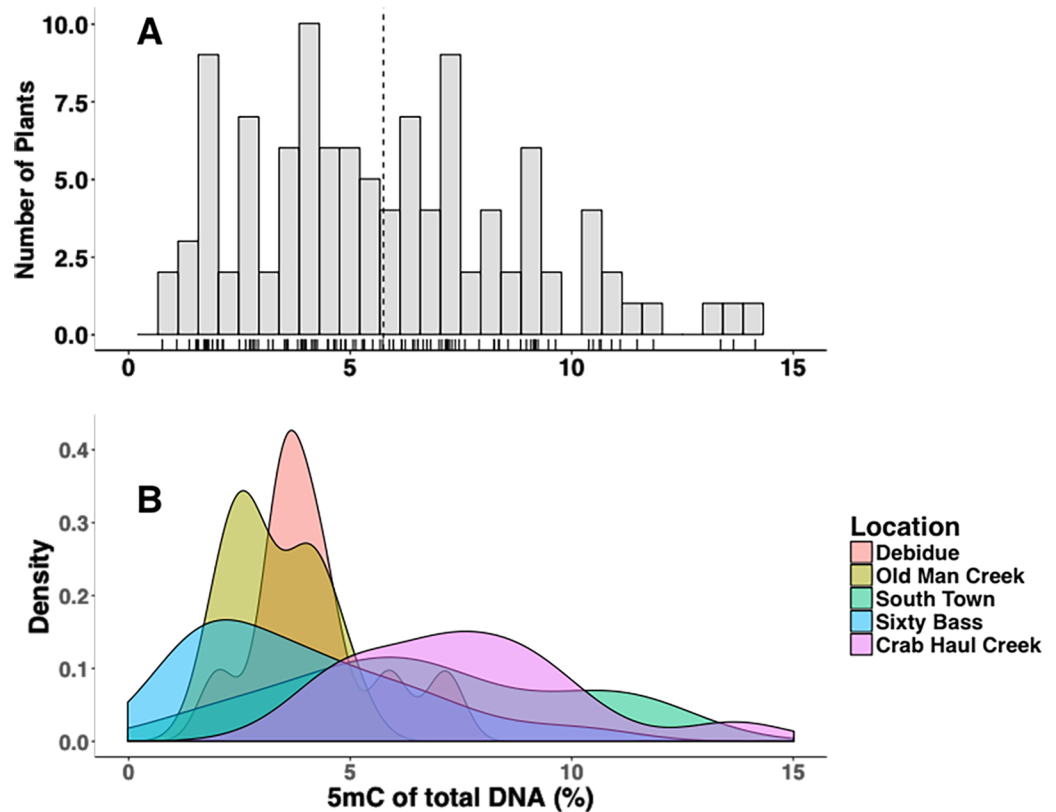 A
10.0
7.5
5.0
2.5
0.0
Number of Plants
0 5 10 15
B
0.4
0.3
0.2
0.1
0.0
Density
0 5 10 15
5mC of total DNA (%)
Location
Debidue
Old Man Creek
South Town
Sixty Bass
Crab Haul Creek